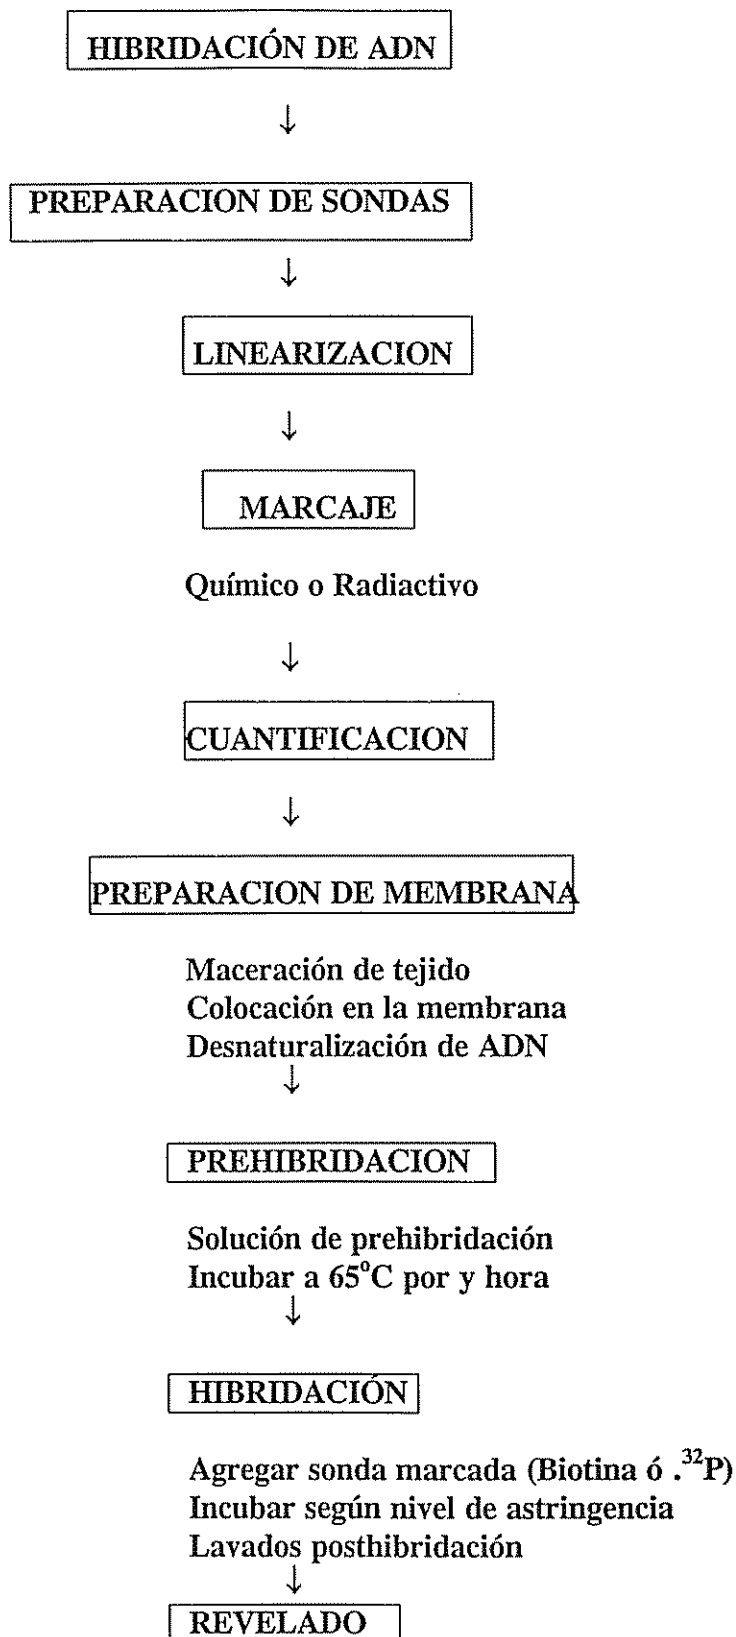 HIBRIDACIÓN DE ADN
↓
PREPARACION DE SONDAS
↓
LINEARIZACION
↓
MARCAJE
Químico o Radiactivo
↓
CUANTIFICACION
↓
PREPARACION DE MEMBRANA
Maceración de tejido
Colocación en la membrana
Desnaturalización de ADN
↓
PREHIBRIDACION
Solución de prehibridación
Incubar a 65°C por y hora
↓
HIBRIDACIÓN
Agregar sonda marcada (Biotina ó .³²P)
Incubar según nivel de astringencia
Lavados posthibridación
↓
REVELADO